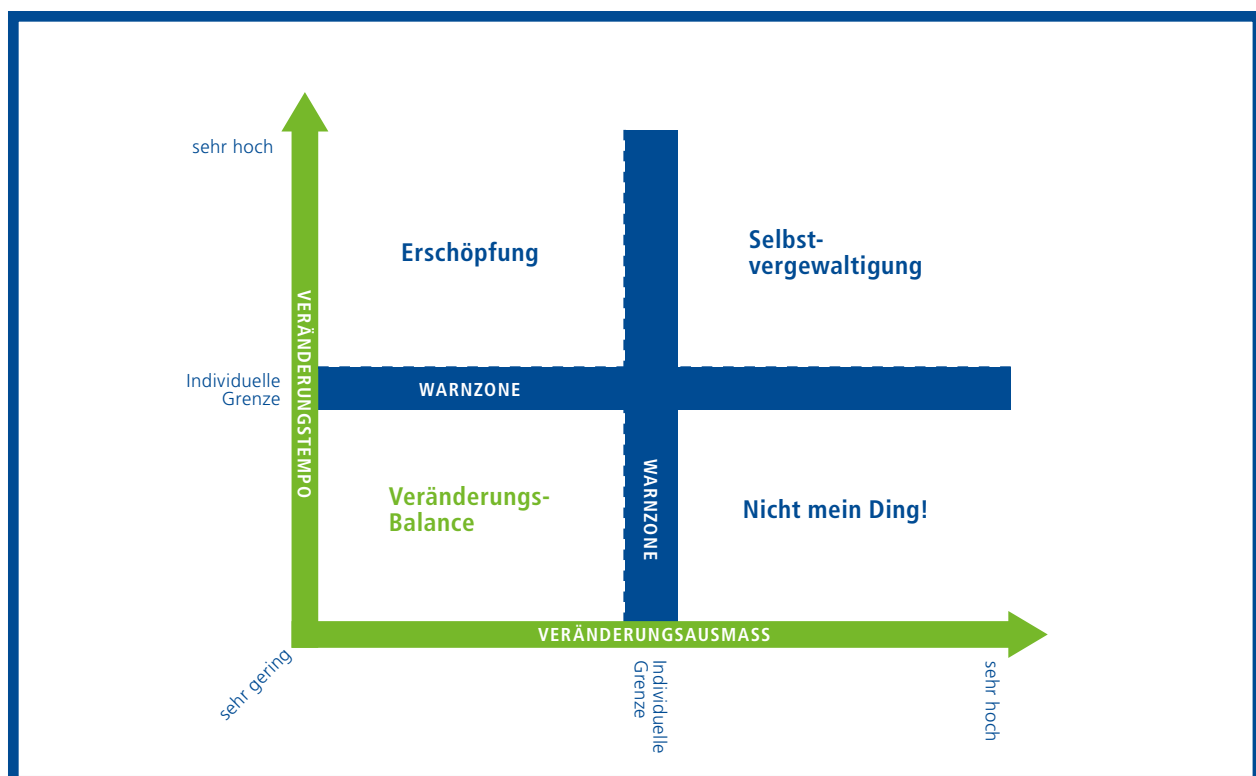 sehr hoch
Erschöpfung
Selbst-
vergewaltigung
VERÄNDERUNGSTEMPO
Individuelle
Grenze
WARNZONE
WARNZONE
Veränderungs-
Balance
Nicht mein Ding!
VERÄNDERUNGSAUSMASS
sehr gering
Individuelle
Grenze
sehr hoch